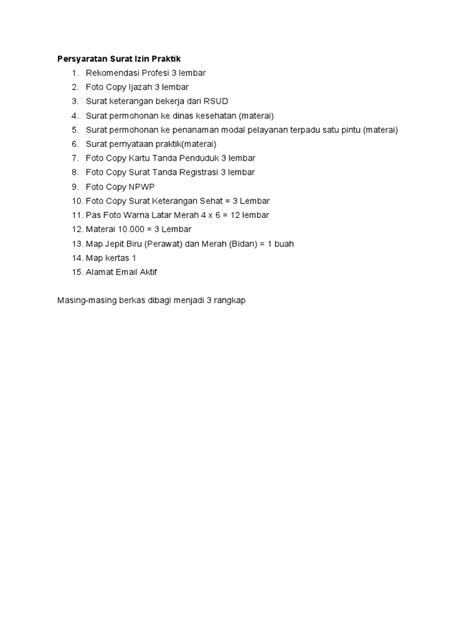 Persyaratan Surat Izin Praktik
1. Rekomendasi Profesi 3 lembar
2. Foto Copy Ijazah 3 lembar
3. Surat keterangan bekerja dari RSUD
4. Surat permohonan ke dinas kesehatan (materai)
5. Surat permohonan ke penanaman modal pelayanan terpadu satu pintu (materai)
6. Surat pernyataan praktik(materai)
7. Foto Copy Kartu Tanda Penduduk 3 lembar
8. Foto Copy Surat Tanda Registrasi 3 lembar
9. Foto Copy NPWP
10. Foto Copy Surat Keterangan Sehat = 3 Lembar
11. Pas Foto Warna Latar Merah 4 x 6 = 12 lembar
12. Materai 10.000 = 3 Lembar
13. Map Jepit Biru (Perawat) dan Merah (Bidan) = 1 buah
14. Map kertas 1
15. Alamat Email Aktif
Masing-masing berkas dibagi menjadi 3 rangkap